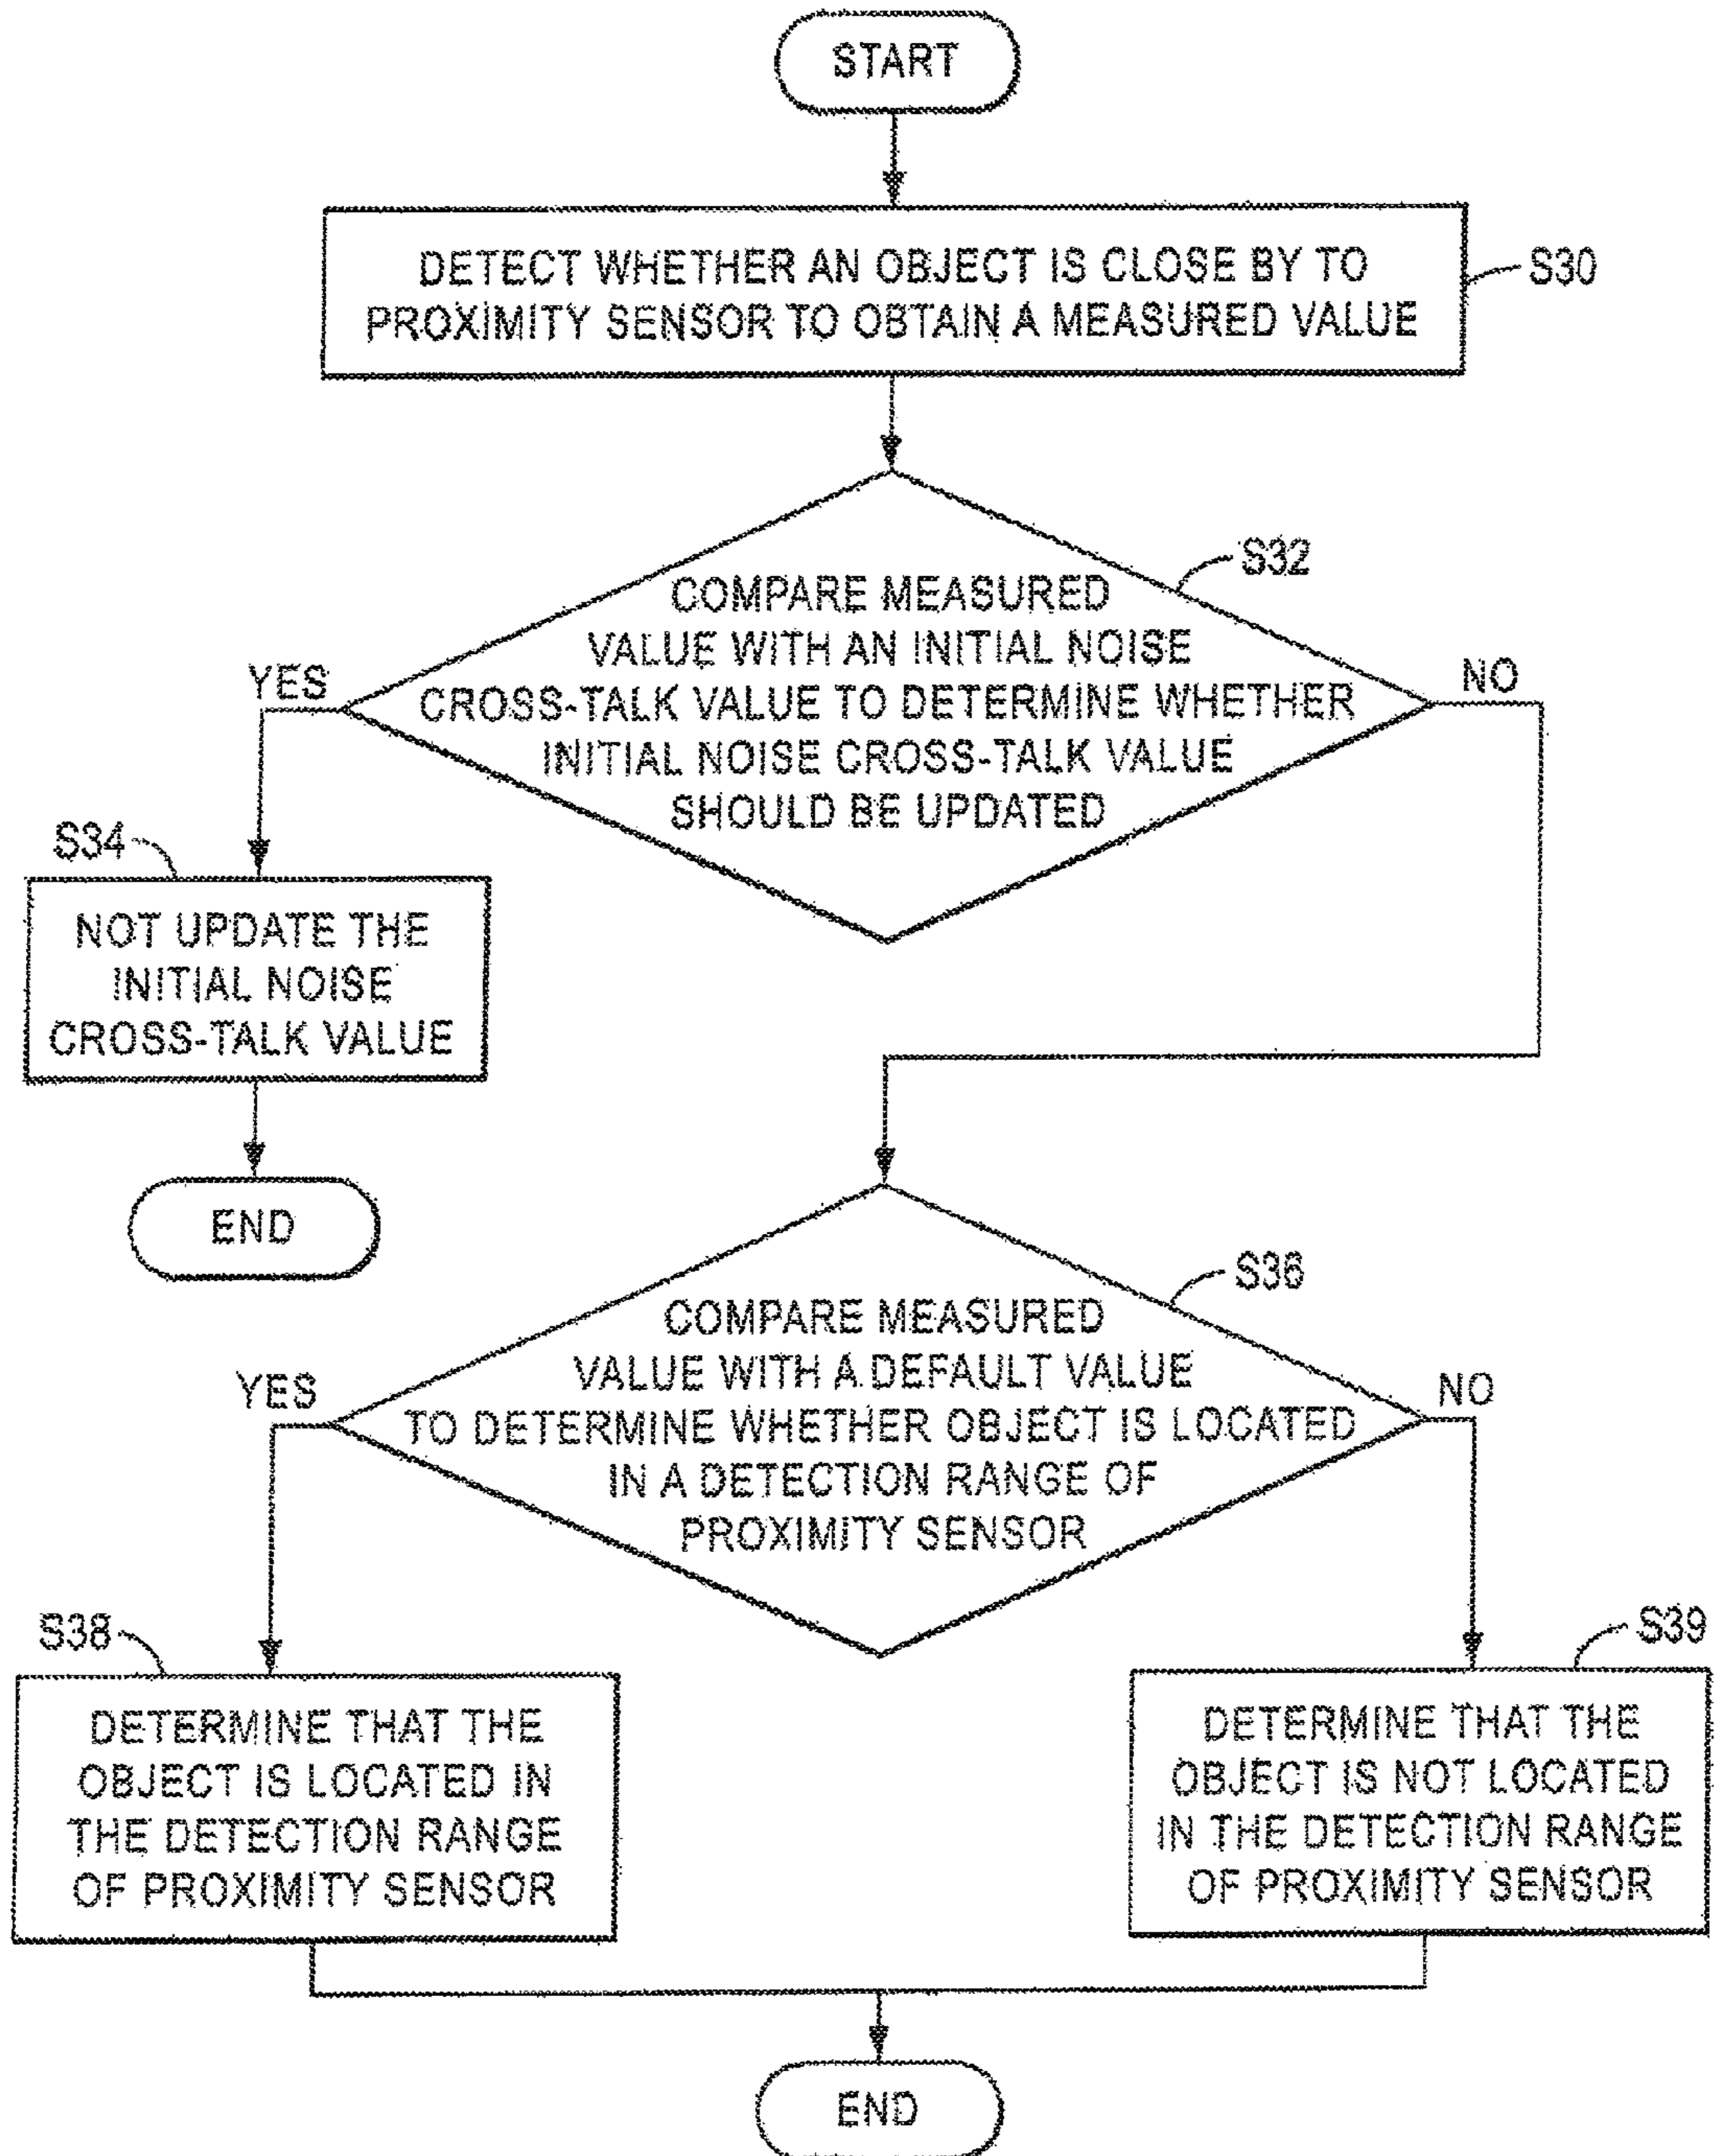 START
DETECT WHETHER AN OBJECT IS CLOSE BY TO
PROXIMITY SENSOR TO OBTAIN A MEASURED VALUE
S30
S32
COMPARE MEASURED
VALUE WITH AN INITIAL NOISE
CROSS-TALK VALUE TO DETERMINE WHETHER
INITIAL NOISE CROSS-TALK VALUE
SHOULD BE UPDATED
YES
NO
S34
NOT UPDATE THE
INITIAL NOISE
CROSS-TALK VALUE
END
S36
COMPARE MEASURED
VALUE WITH A DEFAULT VALUE
TO DETERMINE WHETHER OBJECT IS LOCATED
IN A DETECTION RANGE OF
PROXIMITY SENSOR
YES
NO
S38
DETERMINE THAT THE
OBJECT IS LOCATED IN
THE DETECTION RANGE
OF PROXIMITY SENSOR
S39
DETERMINE THAT THE
OBJECT IS NOT LOCATED
IN THE DETECTION RANGE
OF PROXIMITY SENSOR
END